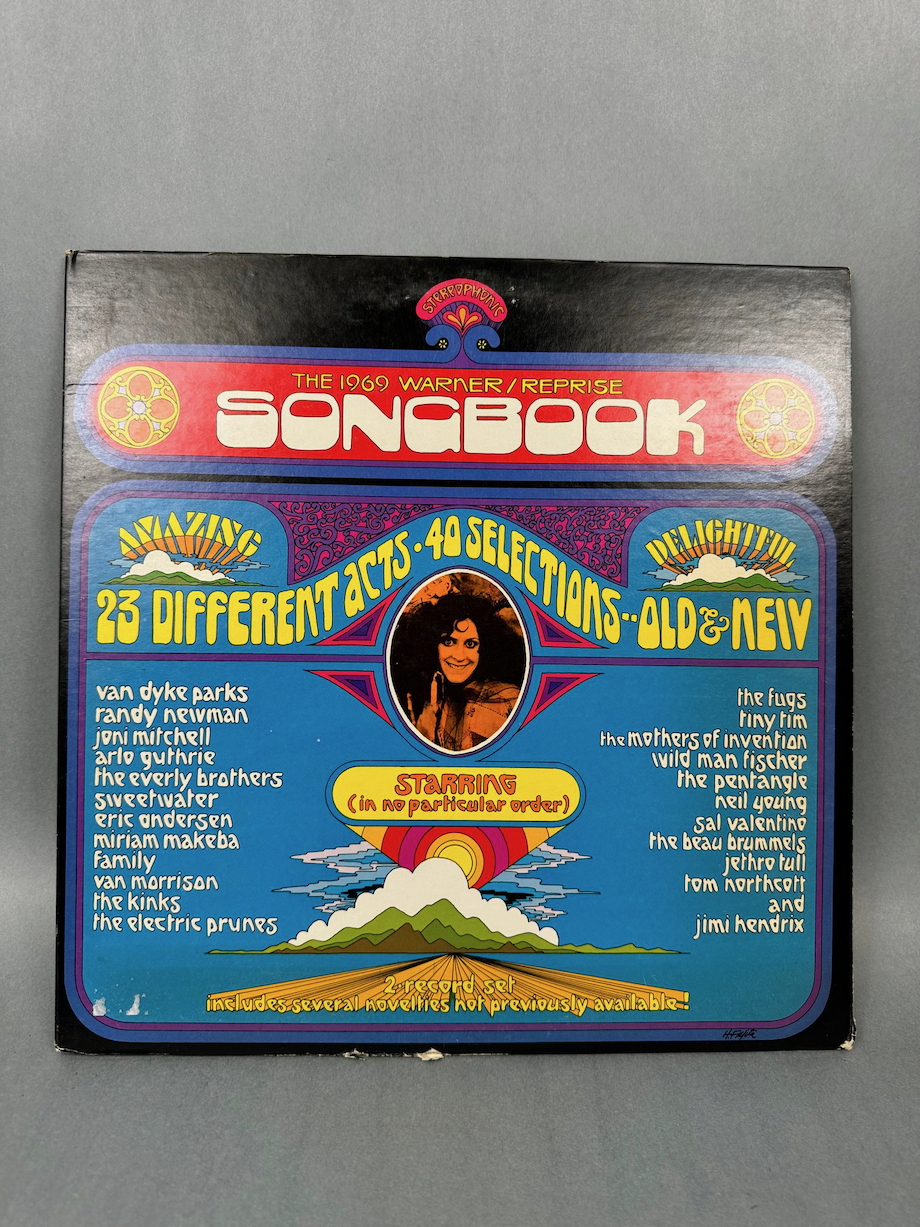 STEREOPHONIC
THE 1969 WARNER/REPRISE
SONGBOOK
AMAZING
DELIGHTFUL
23 DIFFERENT ACTS · 40 SELECTIONS·· OLD & NEW
van dyke parks
randy newman
joni mitchell
arlo guthrie
the everly brothers
sweetwater
eric andersen
miriam makeba
family
van morrison
the kinks
the electric prunes
STARRING
(in no particular order)
the fugs
tiny tim
the mothers of invention
wild man fischer
the pentangle
neil young
sal valentino
the beau brummels
jethro tull
tom northcott
and
jimi hendrix
2 record set
includes several novelties not previously available!